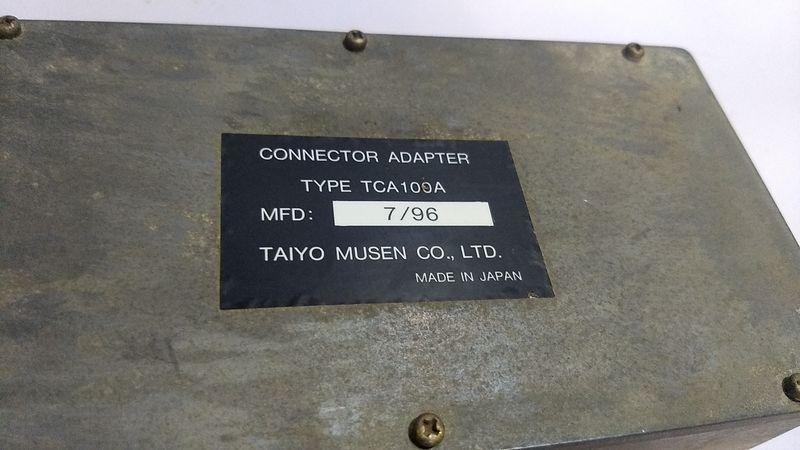 CONNECTOR ADAPTER
TYPE TCA100A
MFD: 7/96
TAIYO MUSEN CO., LTD.
MADE IN JAPAN